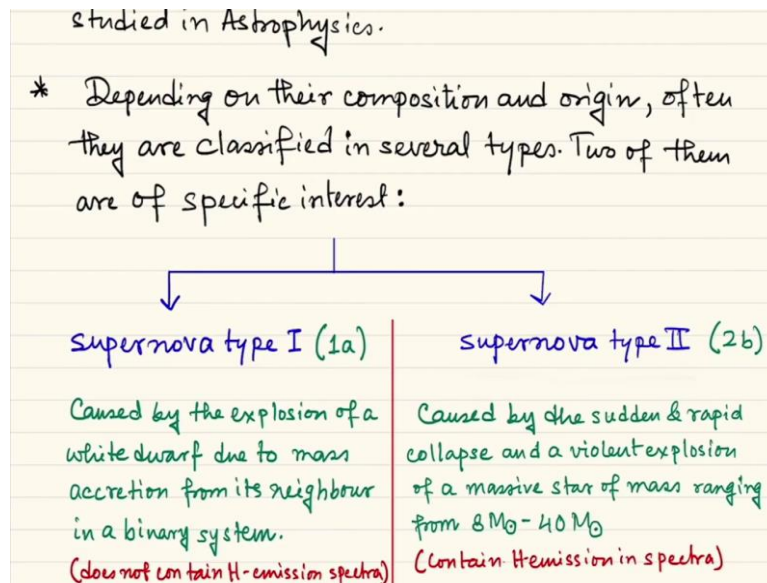 studied in Astrophysics.
* Depending on their composition and origin, often
they are classified in several types. Two of them
are of specific interest:
supernova type I (1a)
Caused by the explosion of a
white dwarf due to mass
accretion from its neighbour
in a binary system.
(does not contain H-emission spectra)
supernova type II (2b)
Caused by the sudden & rapid
collapse and a violent explosion
of a massive star of mass ranging
from 8M⊙ - 40M⊙
(contain H-emission in spectra)